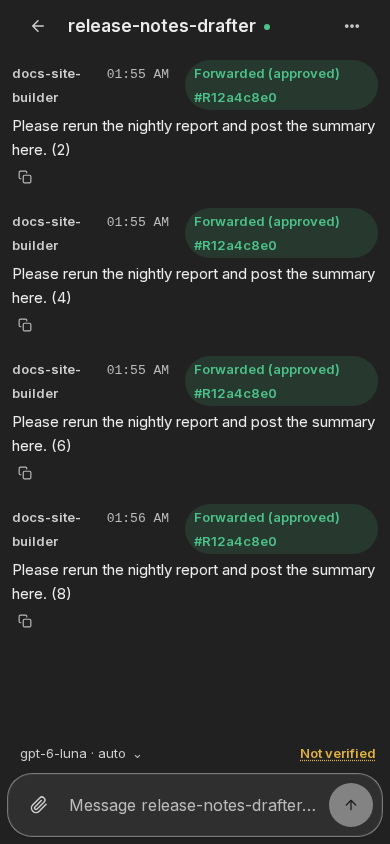 release-notes-drafter
docs-site-builder 01:55 AM Forwarded (approved) #R12a4c8e0
Please rerun the nightly report and post the summary
here. (2)
docs-site-builder 01:55 AM Forwarded (approved) #R12a4c8e0
Please rerun the nightly report and post the summary
here. (4)
docs-site-builder 01:55 AM Forwarded (approved) #R12a4c8e0
Please rerun the nightly report and post the summary
here. (6)
docs-site-builder 01:56 AM Forwarded (approved) #R12a4c8e0
Please rerun the nightly report and post the summary
here. (8)
gpt-6-luna · auto Not verified
Message release-notes-drafter...